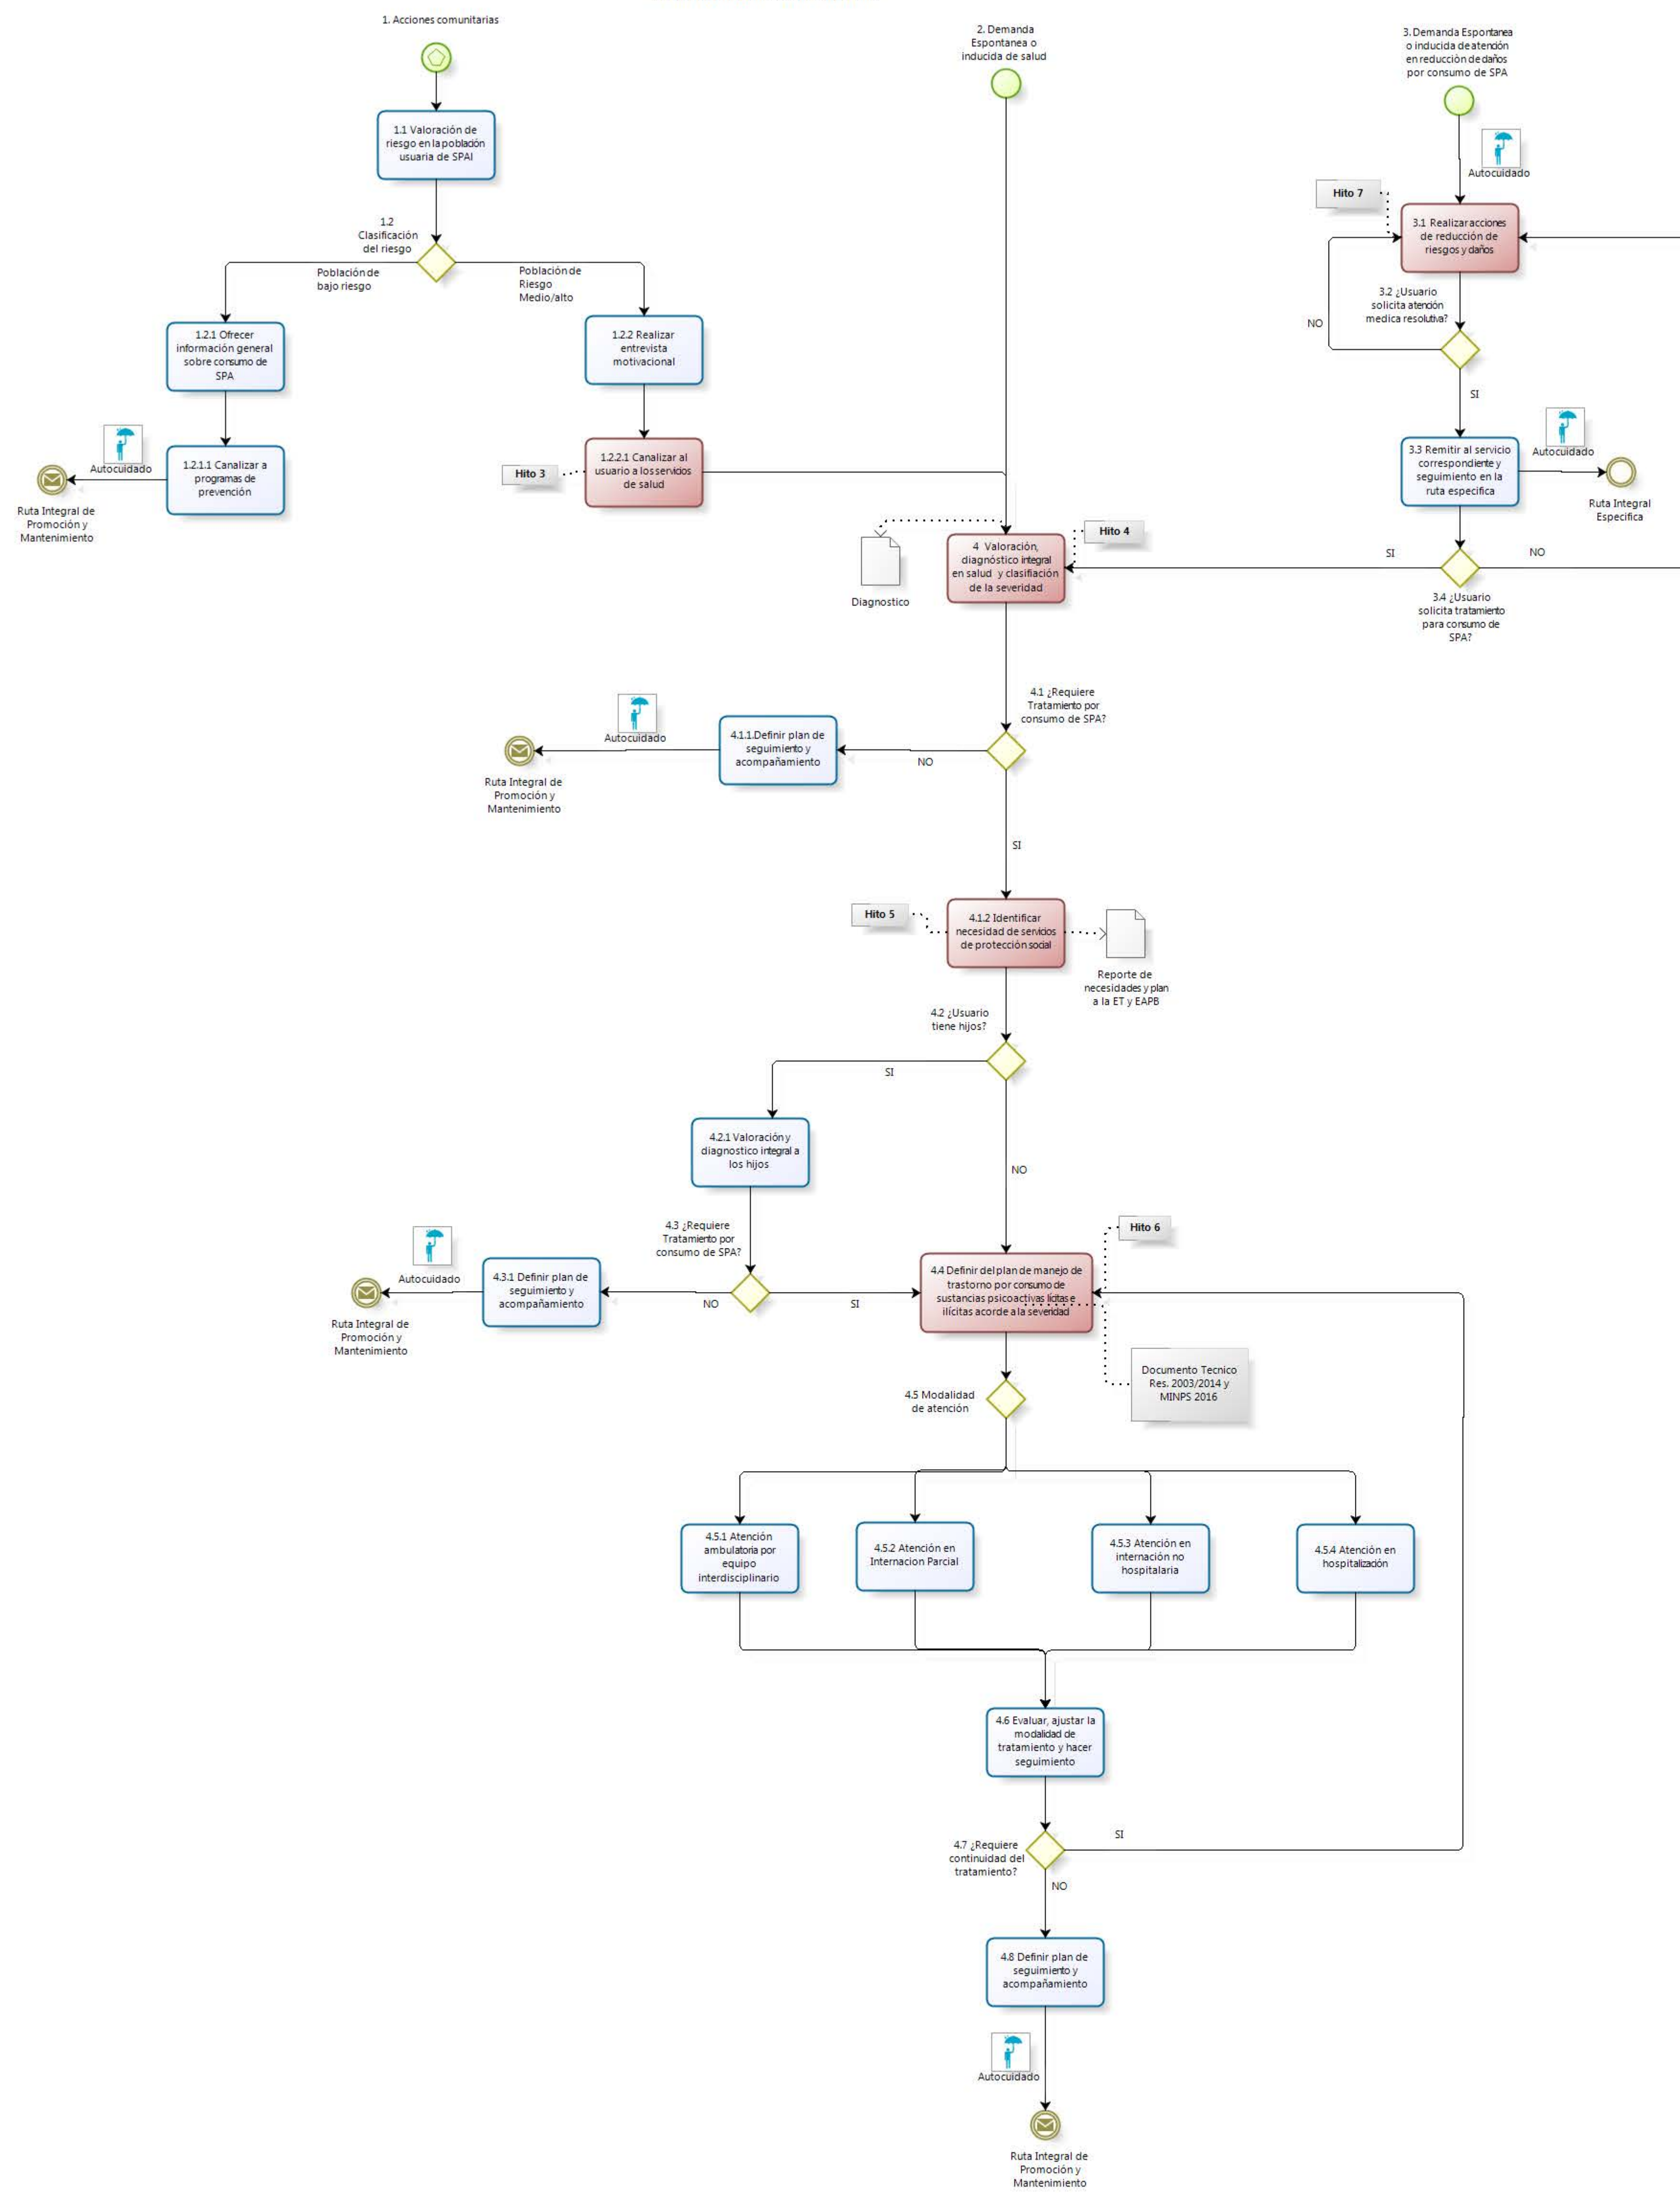 1. Acciones comunitarias
2. Demanda
Espontanea o
inducida de salud
3. Demanda Espontanea
o inducida de atención
en reducción de daños
por consumo de SPA
1.1 Valoración de
riesgo en la población
usuaria de SPAI
Autocuidado
Hito 7
3.1 Realizar acciones
de reducción de
riesgos y daños
1.2
Clasificación
del riesgo
Población de
bajo riesgo
Población de
Riesgo
Medio/alto
3.2 ¿Usuario
solicita atención
medica resolutiva?
NO
SI
1.2.1 Ofrecer
información general
sobre consumo de
SPA
1.2.2 Realizar
entrevista
motivacional
Autocuidado
1.2.1.1 Canalizar a
programas de
prevención
Ruta Integral de
Promoción y
Mantenimiento
Hito 3
1.2.2.1 Canalizar al
usuario a los servicios
de salud
3.3 Remitir al servicio
correspondiente y
seguimiento en la
ruta especifica
Autocuidado
Ruta Integral
Especifica
Hito 4
4 Valoración,
diagnóstico integral
en salud y clasifiación
de la severidad
Diagnostico
SI
NO
3.4 ¿Usuario
solicita tratamiento
para consumo de
SPA?
4.1 ¿Requiere
Tratamiento por
consumo de SPA?
Autocuidado
4.1.1.Definir plan de
seguimiento y
acompañamiento
NO
Ruta Integral de
Promoción y
Mantenimiento
SI
Hito 5
4.1.2 Identificar
necesidad de servicios
de protección social
Reporte de
necesidades y plan
a la ET y EAPB
4.2 ¿Usuario
tiene hijos?
SI
4.2.1 Valoración y
diagnostico integral a
los hijos
NO
4.3 ¿Requiere
Tratamiento por
consumo de SPA?
Hito 6
Autocuidado
4.3.1 Definir plan de
seguimiento y
acompañamiento
NO
SI
4.4 Definir del plan de manejo de
trastorno por consumo de
sustancias psicoactivas lícitas e
ilícitas acorde a la severidad
Ruta Integral de
Promoción y
Mantenimiento
Documento Tecnico
Res. 2003/2014 y
MINPS 2016
4.5 Modalidad
de atención
4.5.1 Atención
ambulatoria por
equipo
interdisciplinario
4.5.2 Atención en
Internacion Parcial
4.5.3 Atención en
internación no
hospitalaria
4.5.4 Atención en
hospitalización
4.6 Evaluar, ajustar la
modalidad de
tratamiento y hacer
seguimiento
4.7 ¿Requiere
continuidad del
tratamiento?
SI
NO
4.8 Definir plan de
seguimiento y
acompañamiento
Autocuidado
Ruta Integral de
Promoción y
Mantenimiento